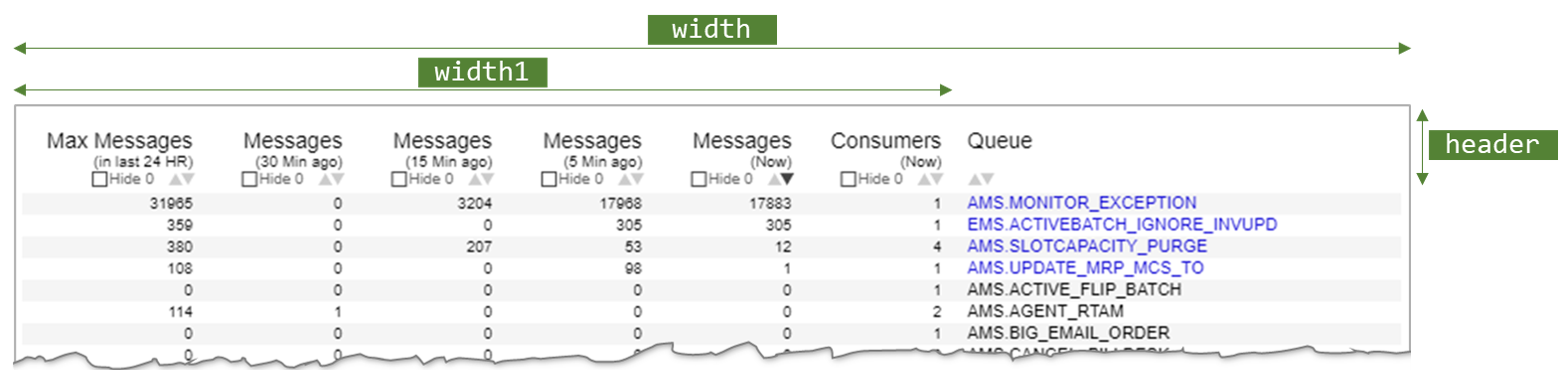 width
width1
header
Max Messages Messages Messages Messages Messages Consumers Queue
(in last 24 HR) (30 Min ago) (15 Min ago) (5 Min ago) (Now) (Now)
Hide 0 Hide 0 Hide 0 Hide 0 Hide 0 Hide 0
31965 0 3204 17968 17883 1 AMS.MONITOR_EXCEPTION
359 0 0 305 305 1 EMS.ACTIVEBATCH_IGNORE_INVUPD
380 0 207 53 12 4 AMS.SLOTCAPACITY_PURGE
108 0 0 98 1 1 AMS.UPDATE_MRP_MCS_TO
0 0 0 0 0 1 AMS.ACTIVE_FLIP_BATCH
114 1 0 0 0 2 AMS.AGENT_RTAM
0 0 0 0 0 1 AMS.BIG_EMAIL_ORDER
0 0 0